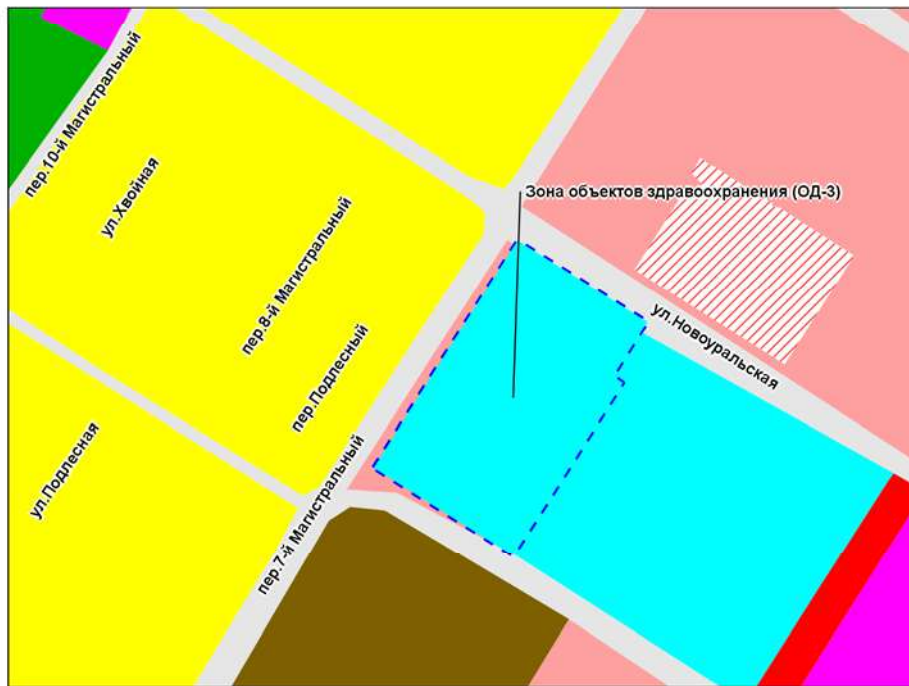 пер.10-й Магистральный
ул.Хвойная
Зона объектов здравоохранения (ОД-3)
пер.8-й Магистральный
ул.Новоуральская
пер.Подлесный
ул.Подлесная
пер.7-й Магистральный